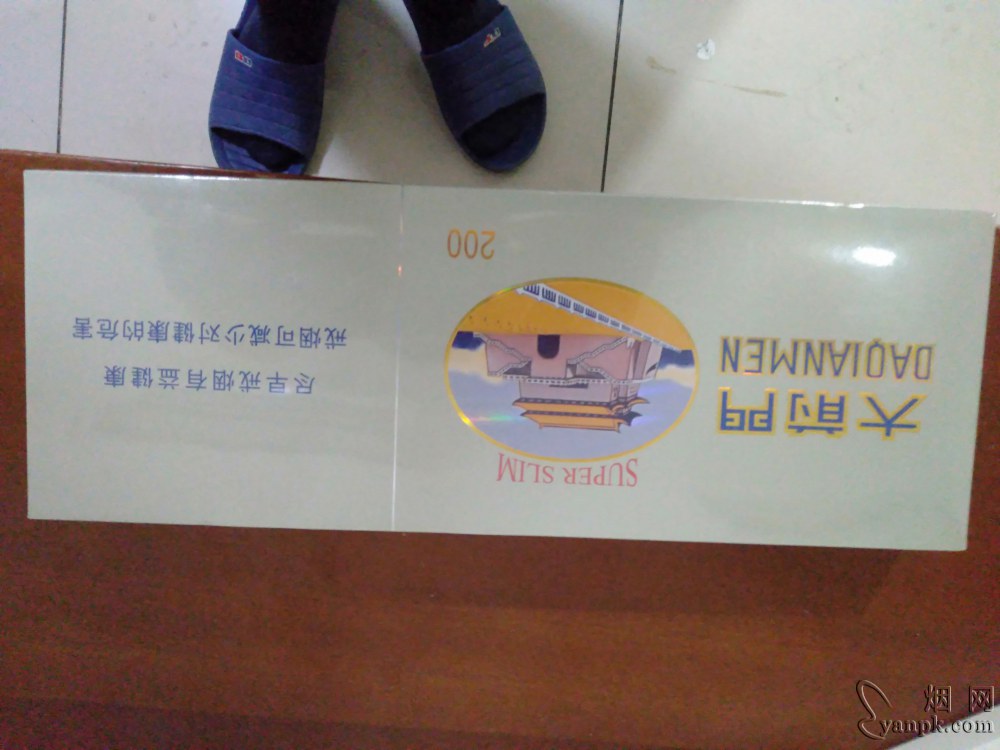 大前門
DAQIANMEN
SUPER SLIM
200
尽早戒烟有益健康
戒烟可减少对健康的危害
烟网
yanpk.com